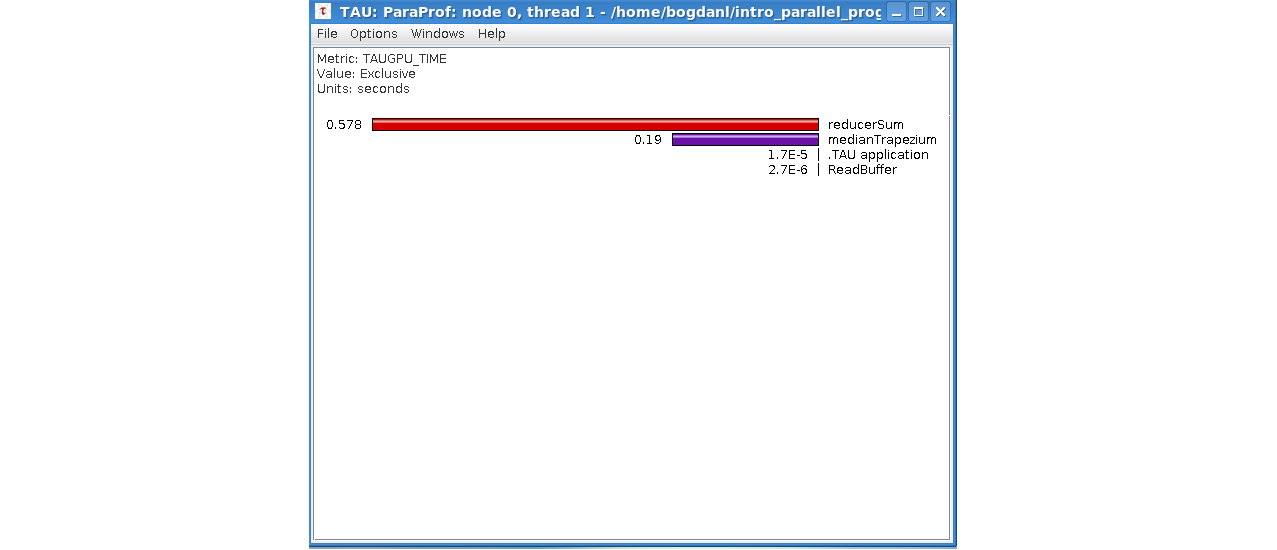 TAU: ParaProf: node 0, thread 1 - /home/bogdanl/intro_parallel_prog
File Options Windows Help
Metric: TAUGPU_TIME
Value: Exclusive
Units: seconds
0.578 reducerSum
0.19 medianTrapezium
1.7E-5 .TAU application
2.7E-6 ReadBuffer